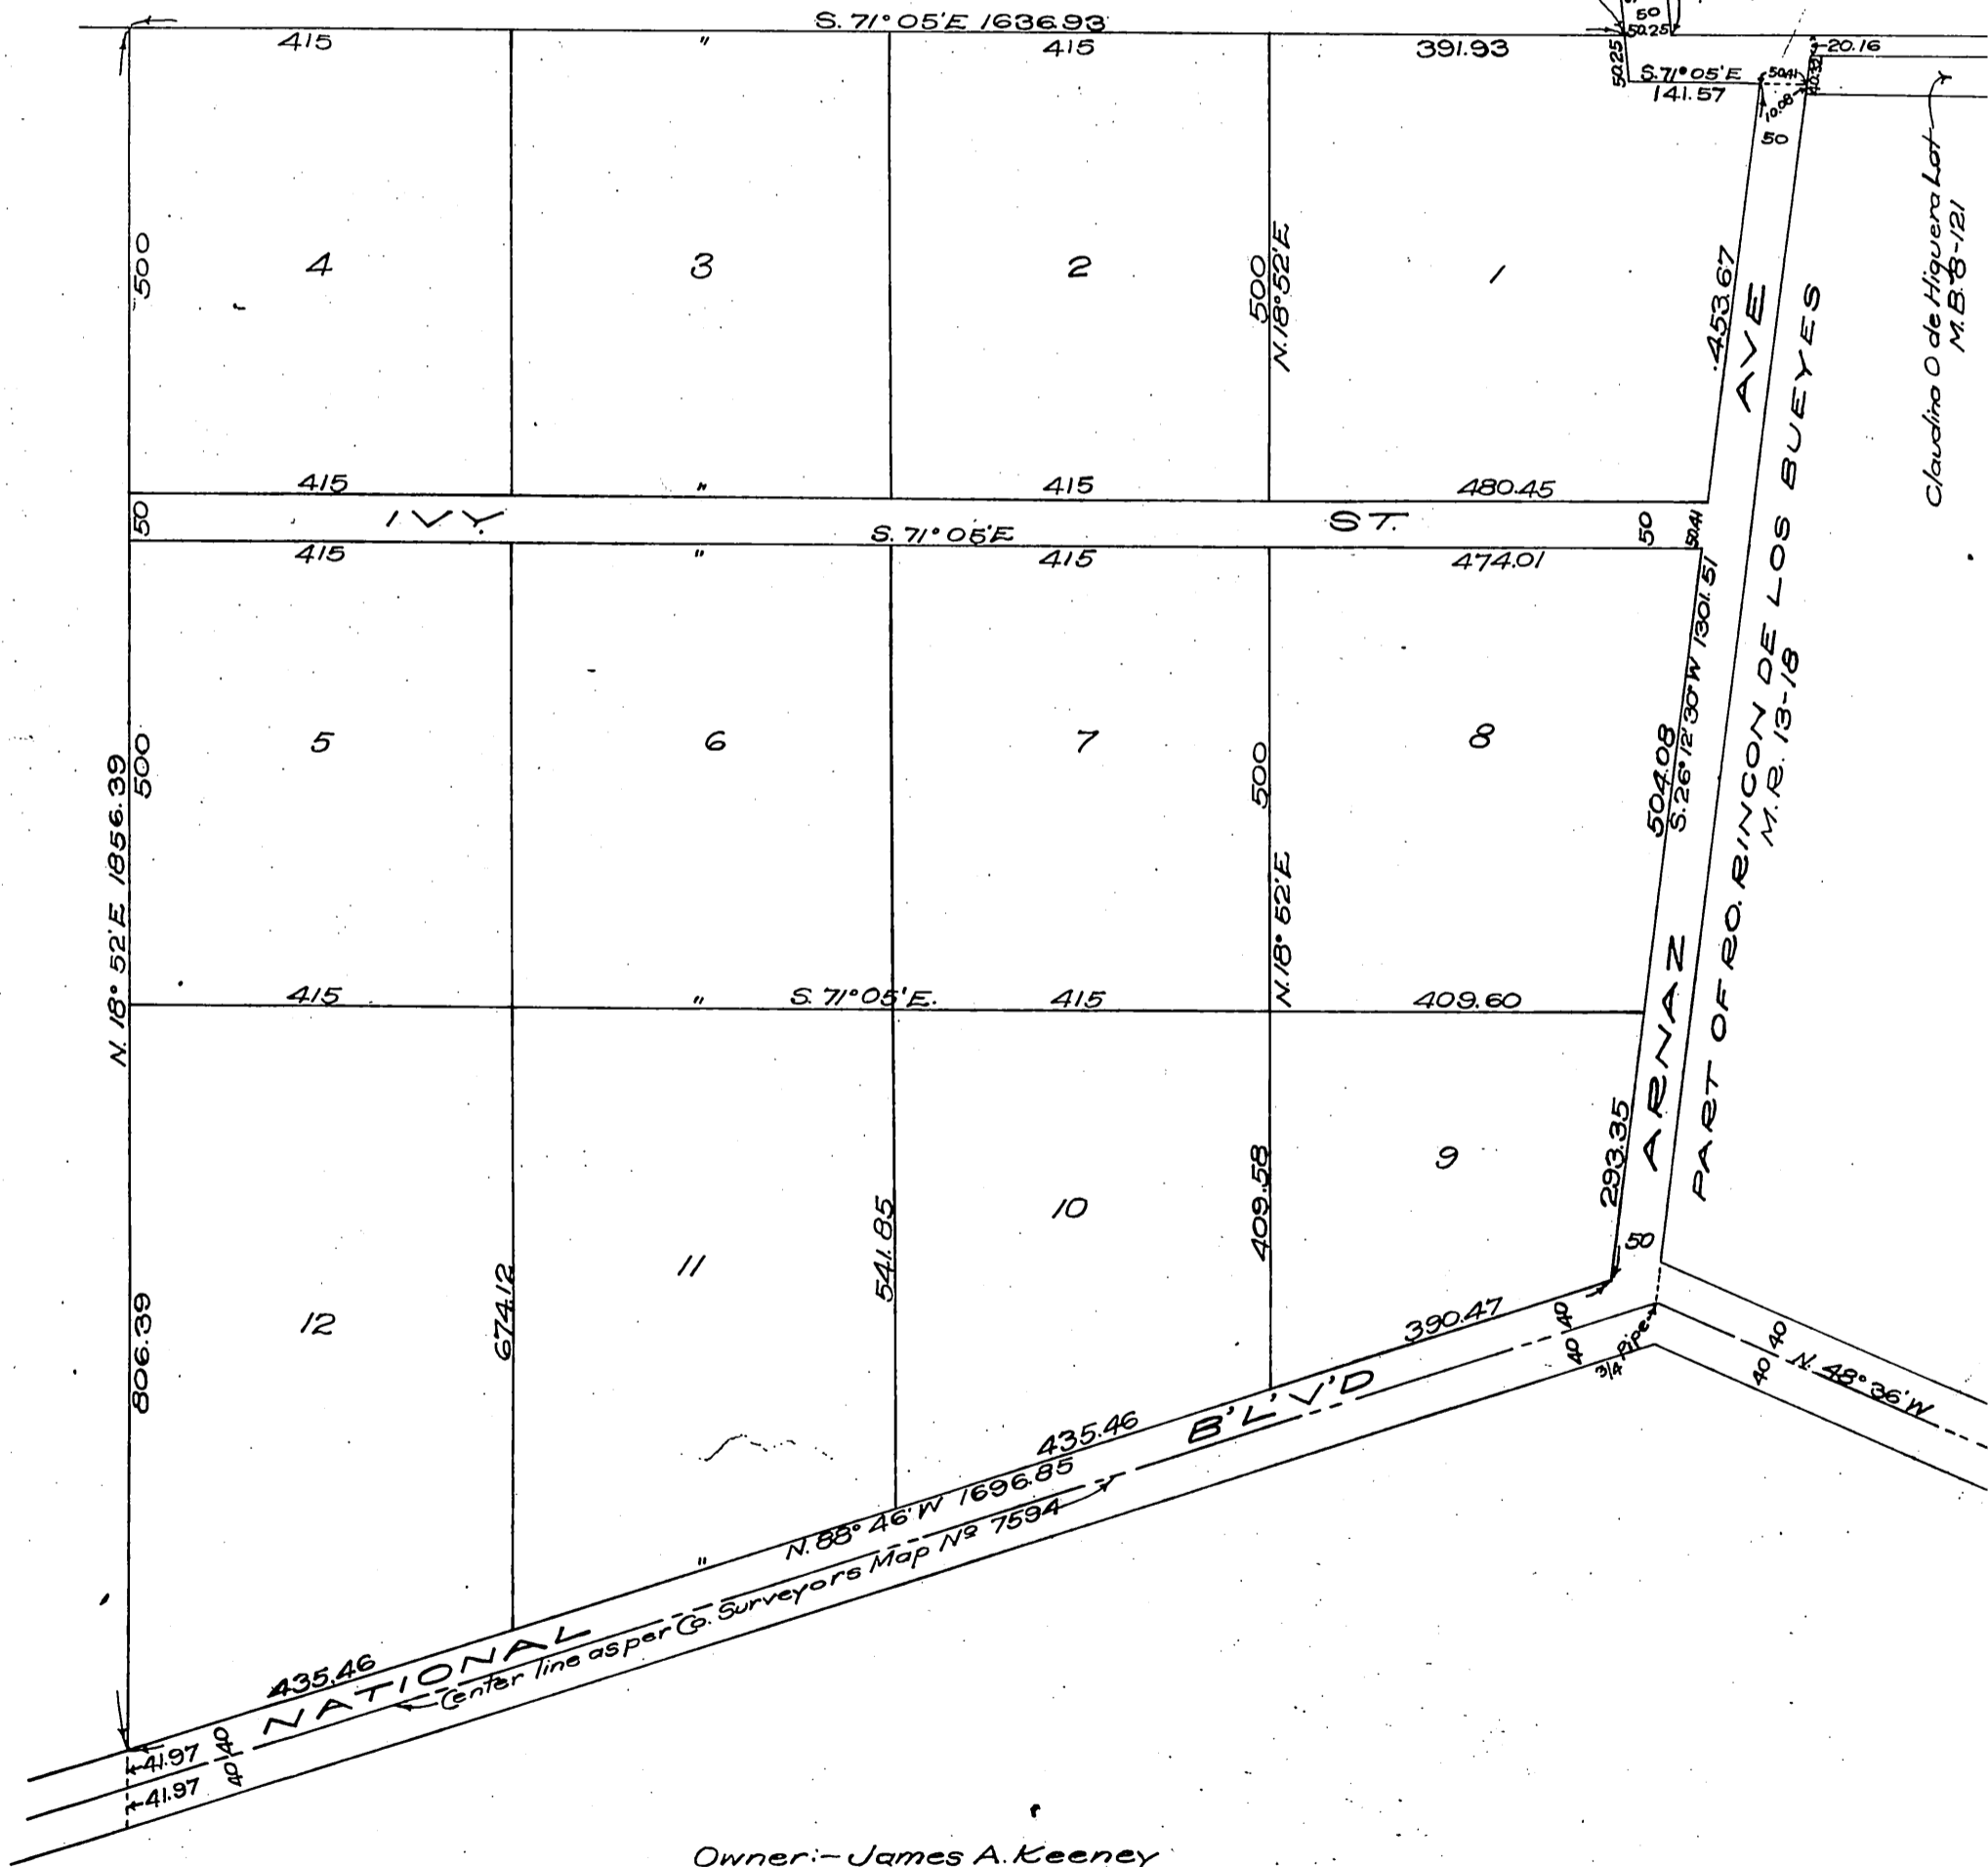 S. 71° 05' E 1636.93
50
50.25
415
"
415
391.93
50.25
20.16
S. 71° 05' E
141.57
50.41
40.32
10.08
50
Claudina O de Higuera Lot
M.B. 8-121
500
4
3
2
500
N. 18° 52' E
1
453.67
AVE
415
"
415
480.45
50
IVY
S. 71° 05' E
ST.
50
50.41
415
"
415
474.01
N. 18° 52' E 1856.39
500
5
6
7
500
N. 18° 52' E
8
504.08
S. 26° 12' 30" W 1301.51
PART OF RO. RINCON DE LOS BUEYES
M.R. 13-18
415
"
S. 71° 05' E.
415
409.60
ARNAZ
806.39
12
674.12
11
541.85
10
409.58
9
293.35
50
390.47
40
40
3/4 Pipe
40
40
N. 48° 36' W
435.46
B'L'V'D
"
N. 88° 46' W 1696.85
435.46
NATIONAL
Center line as per Co. Surveyors Map Nº 7594
41.97
40
40
41.97
Owner:- James A. Keeney